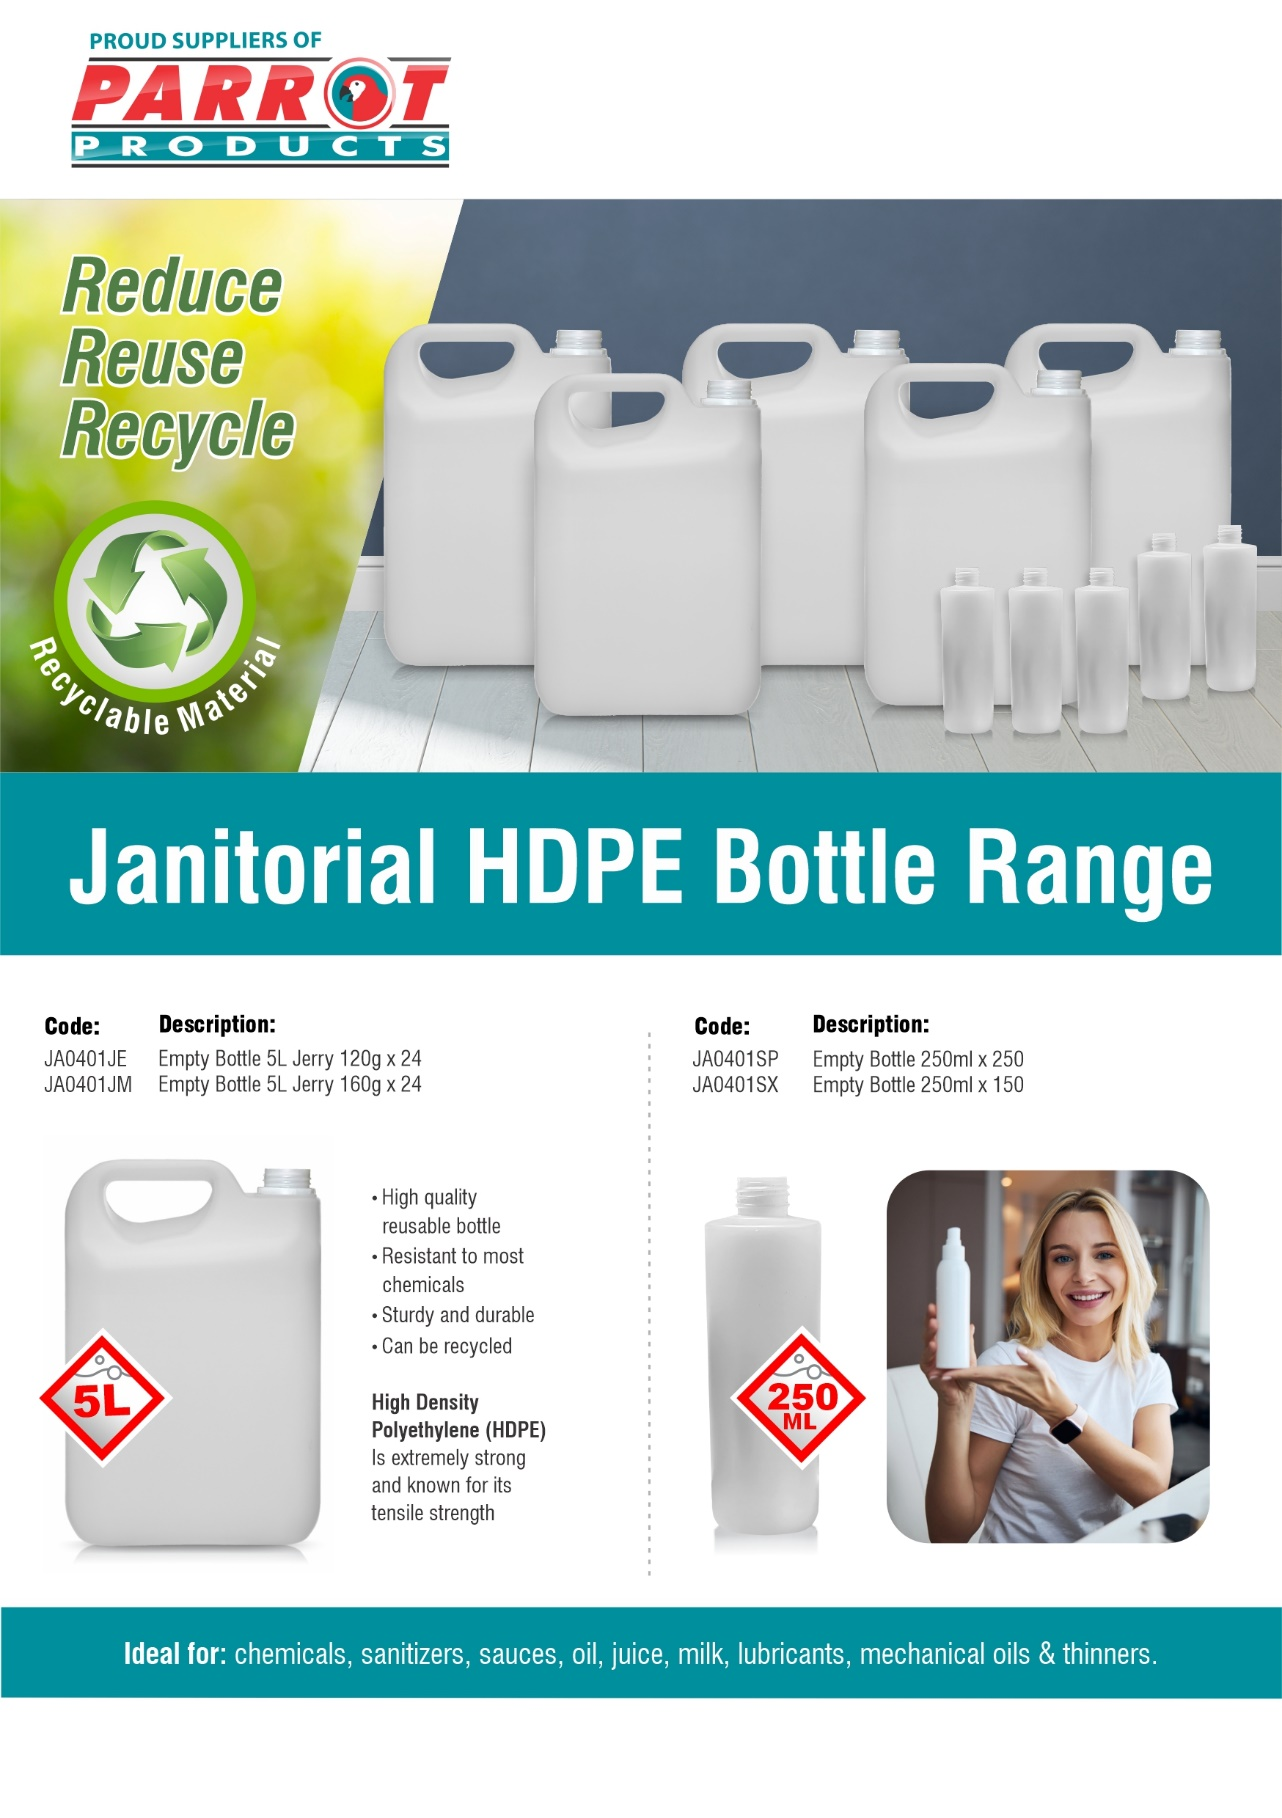 PROUD SUPPLIERS OF
PARROT
PRODUCTS
Reduce
Reuse
Recycle
Recyclable Material
Janitorial HDPE Bottle Range
Code: Description:
JA0401JE Empty Bottle 5L Jerry 120g x 24
JA0401JM Empty Bottle 5L Jerry 160g x 24
• High quality
reusable bottle
• Resistant to most
chemicals
• Sturdy and durable
• Can be recycled
High Density
Polyethylene (HDPE)
Is extremely strong
and known for its
tensile strength
5L
Code: Description:
JA0401SP Empty Bottle 250ml x 250
JA0401SX Empty Bottle 250ml x 150
250
ML
Ideal for: chemicals, sanitizers, sauces, oil, juice, milk, lubricants, mechanical oils & thinners.